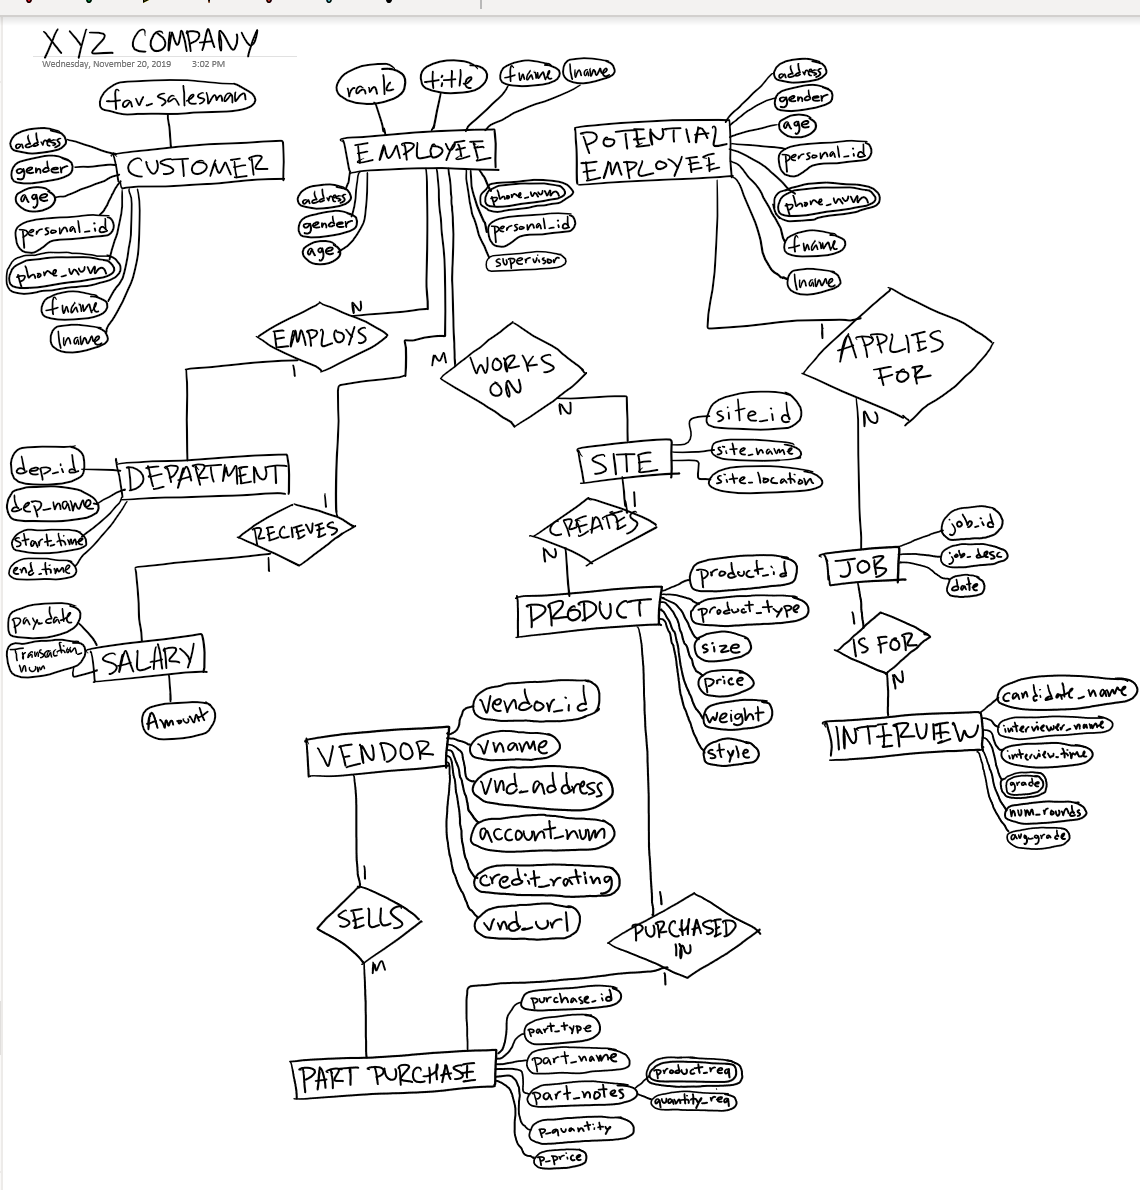 XYZ COMPANY
Wednesday, November 20, 2019 3:02 PM
fav_salesman
address
gender
age
personal_id
phone_num
fname
lname
CUSTOMER
rank
title
fname
lname
EMPLOYEE
address
gender
age
phone_num
personal_id
supervisor
POTENTIAL
EMPLOYEE
address
gender
age
personal_id
phone_num
fname
lname
N
EMPLOYS
1
M
WORKS
ON
N
1
APPLIES
FOR
N
dep_id
dep_name
start_time
end_time
DEPARTMENT
1
RECIEVES
1
SITE
site_id
site_name
site_location
1
CREATES
N
PRODUCT
product_id
product_type
size
price
weight
style
JOB
job_id
job_desc
date
1
IS FOR
N
INTERVIEW
candidate_name
interviewer_name
interview_time
grade
num_rounds
avg_grade
pay_date
Transaction
num
SALARY
Amount
VENDOR
vendor_id
vname
vnd_address
account_num
credit_rating
vnd_url
1
SELLS
M
1
PURCHASED
IN
1
PART PURCHASE
purchase_id
part_type
part_name
part_notes
product_req
quantity_req
p_quantity
p_price